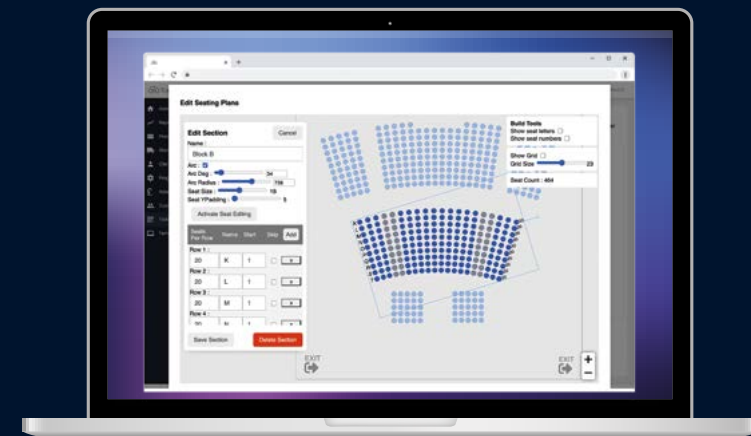 Edit Seating Plans
Edit Section
Cancel
Name :
Block B
Arc :
Arc Deg :
34
Arc Radius :
Seat Size :
Seat YPadding :
5
Activate Seat Editing
Seats Per Row
Name
Start
Skip
Add
Row 1 :
20
K
1
x
Row 2 :
20
L
1
x
Row 3 :
20
M
1
x
Row 4 :
20
N
1
Save Section
Delete Section
Build Tools
Show seat letters
Show seat numbers
Show Grid
Grid Size
Seat Count : 464
EXIT
EXIT
+
−